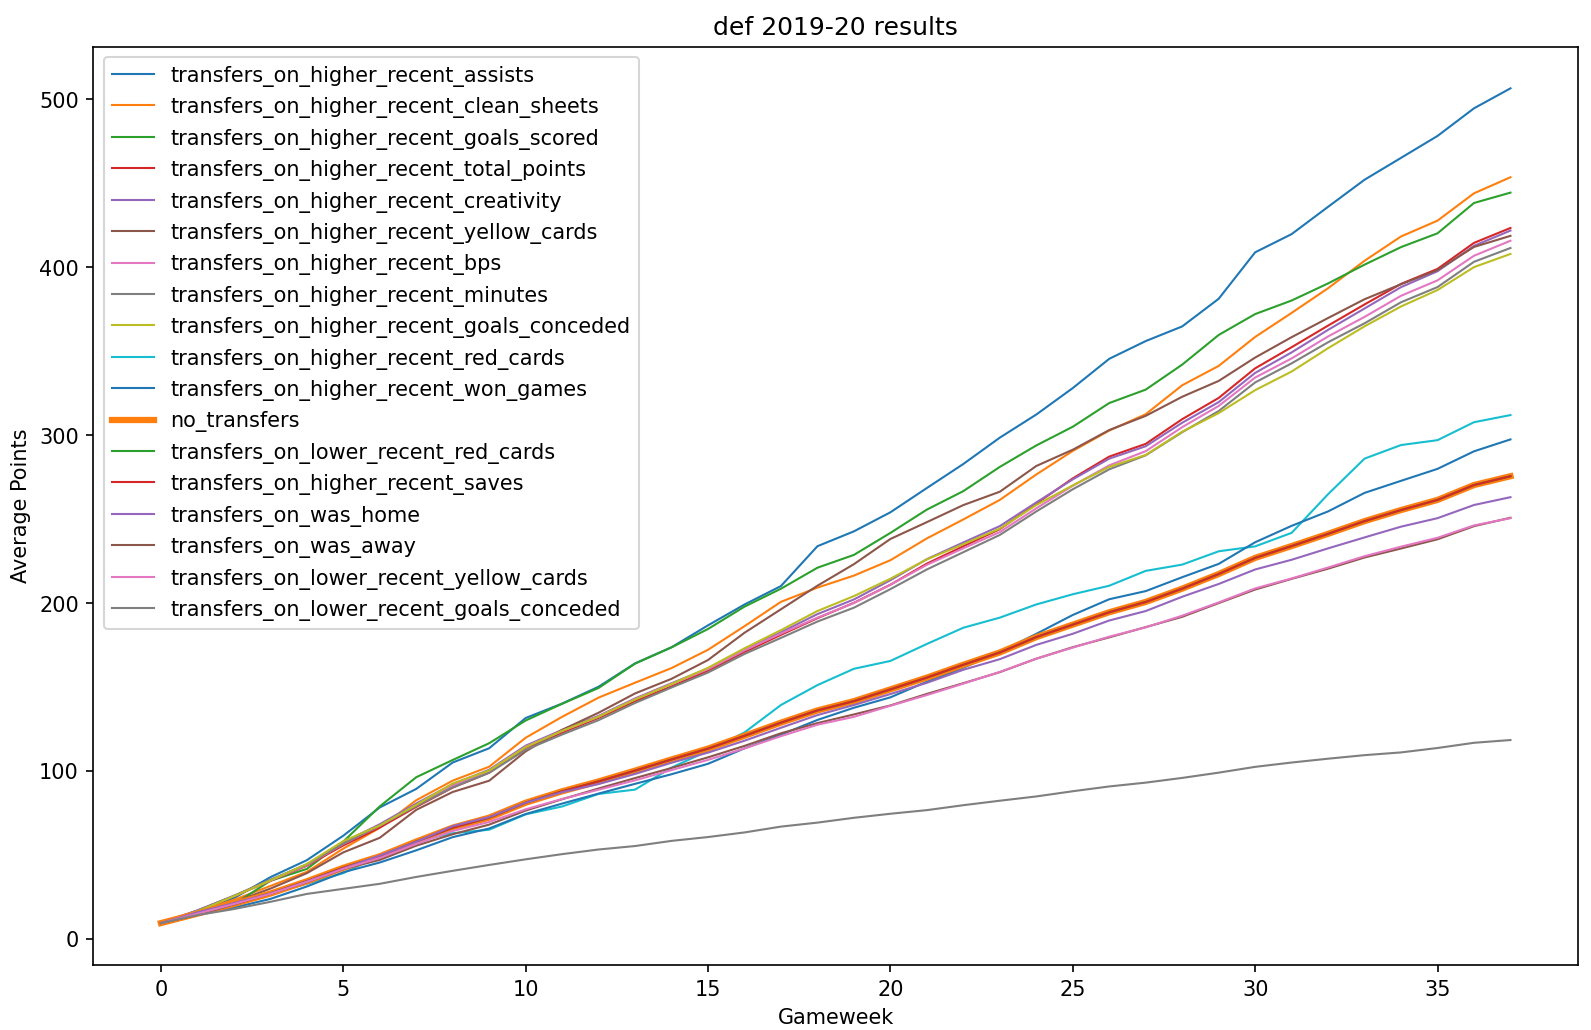 def 2019-20 results
transfers_on_higher_recent_assists
transfers_on_higher_recent_clean_sheets
transfers_on_higher_recent_goals_scored
transfers_on_higher_recent_total_points
transfers_on_higher_recent_creativity
transfers_on_higher_recent_yellow_cards
transfers_on_higher_recent_bps
transfers_on_higher_recent_minutes
transfers_on_higher_recent_goals_conceded
transfers_on_higher_recent_red_cards
transfers_on_higher_recent_won_games
no_transfers
transfers_on_lower_recent_red_cards
transfers_on_higher_recent_saves
transfers_on_was_home
transfers_on_was_away
transfers_on_lower_recent_yellow_cards
transfers_on_lower_recent_goals_conceded
Average Points
500
400
300
200
100
0
0 5 10 15 20 25 30 35
Gameweek